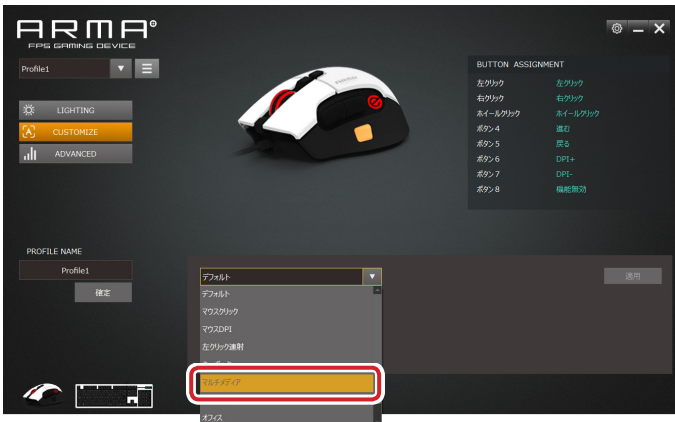 ARMA
FPS GAMING DEVICE
Profile1
LIGHTING
CUSTOMIZE
ADVANCED
BUTTON ASSIGNMENT
左クリック 左クリック
右クリック 右クリック
ホイールクリック ホイールクリック
ボタン 4 進む
ボタン 5 戻る
ボタン 6 DPI+
ボタン 7 DPI-
ボタン 8 機能無効
PROFILE NAME
Profile1
確定
デフォルト
適用
デフォルト
マウスクリック
マウスDPI
左クリック連射
マルチメディア
オフィス